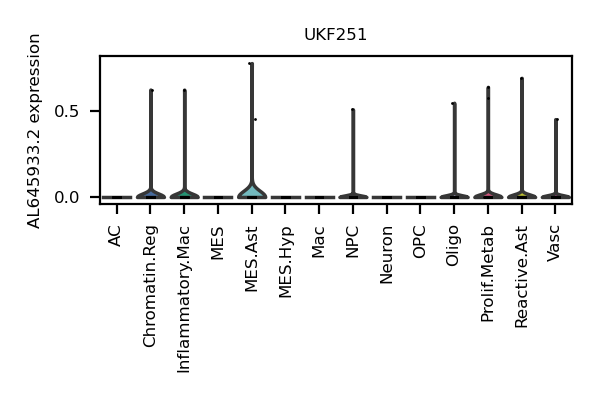 UKF251
AL645933.2 expression
0.5
0.0
AC
Chromatin.Reg
Inflammatory.Mac
MES
MES.Ast
MES.Hyp
Mac
NPC
Neuron
OPC
Oligo
Prolif.Metab
Reactive.Ast
Vasc